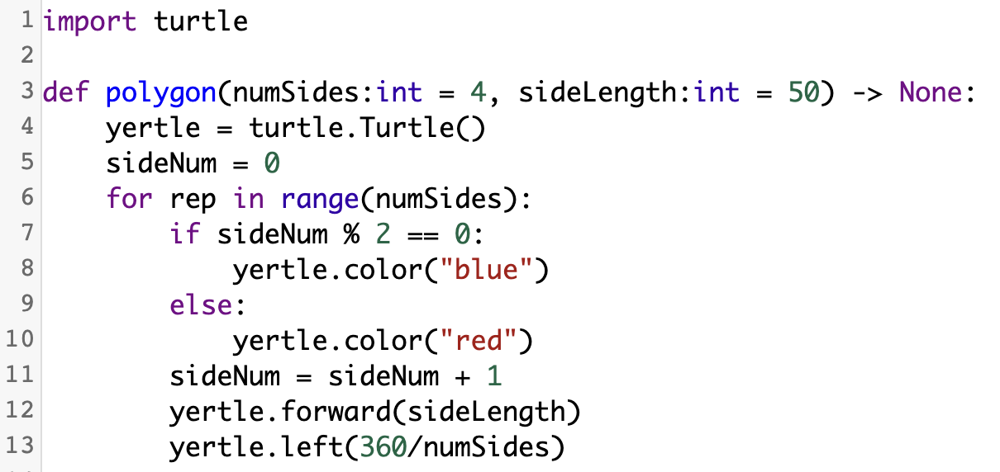 1 import turtle
2
3 def polygon(numSides:int = 4, sideLength:int = 50) -> None:
4     yertle = turtle.Turtle()
5     sideNum = 0
6     for rep in range(numSides):
7         if sideNum % 2 == 0:
8             yertle.color("blue")
9         else:
10             yertle.color("red")
11         sideNum = sideNum + 1
12         yertle.forward(sideLength)
13         yertle.left(360/numSides)